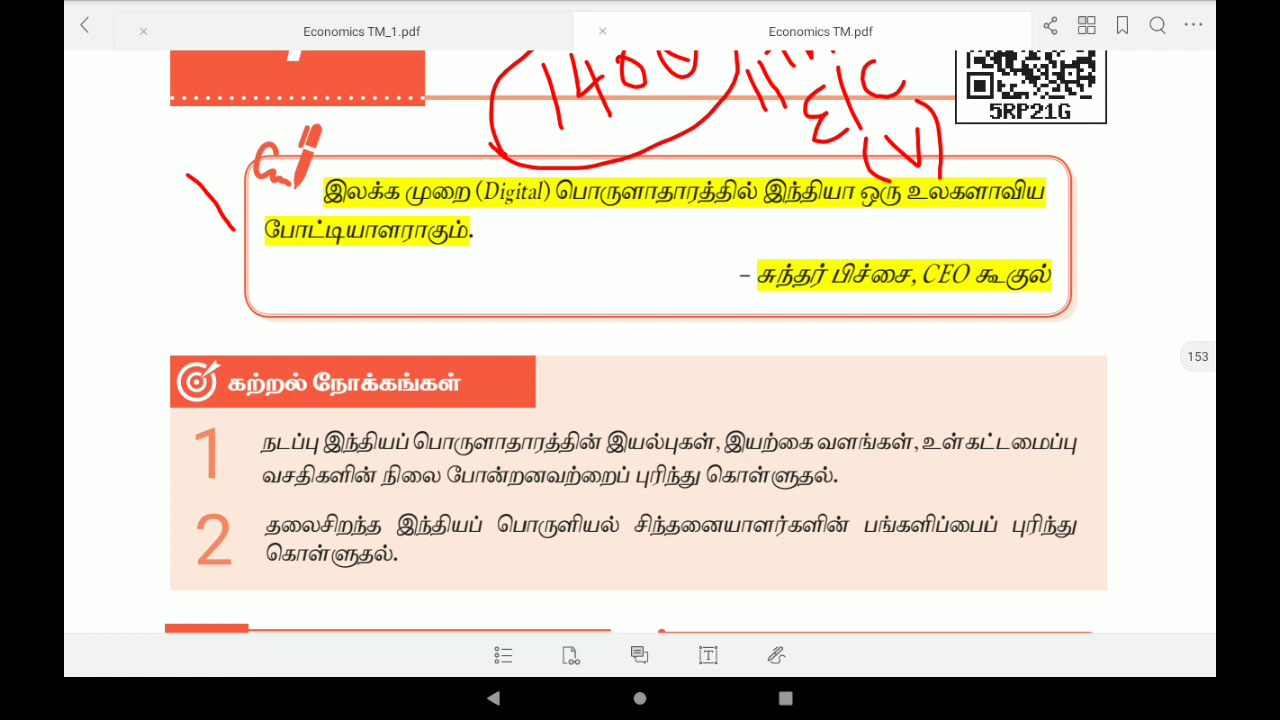 Economics TM_1.pdf
Economics TM.pdf
1400
E/C
(V)
5RP21G
இலக்க முறை (Digital) பொருளாதாரத்தில் இந்தியா ஒரு உலகளாவிய
போட்டியாளராகும்.
– சுந்தர் பிச்சை, CEO கூகுல்
153
கற்றல் நோக்கங்கள்
1 நடப்பு இந்தியப் பொருளாதாரத்தின் இயல்புகள், இயற்கை வளங்கள், உள்கட்டமைப்பு
வசதிகளின் நிலை போன்றனவற்றைப் புரிந்து கொள்ளுதல்.
2 தலைசிறந்த இந்தியப் பொருளியல் சிந்தனையாளர்களின் பங்களிப்பைப் புரிந்து
கொள்ளுதல்.